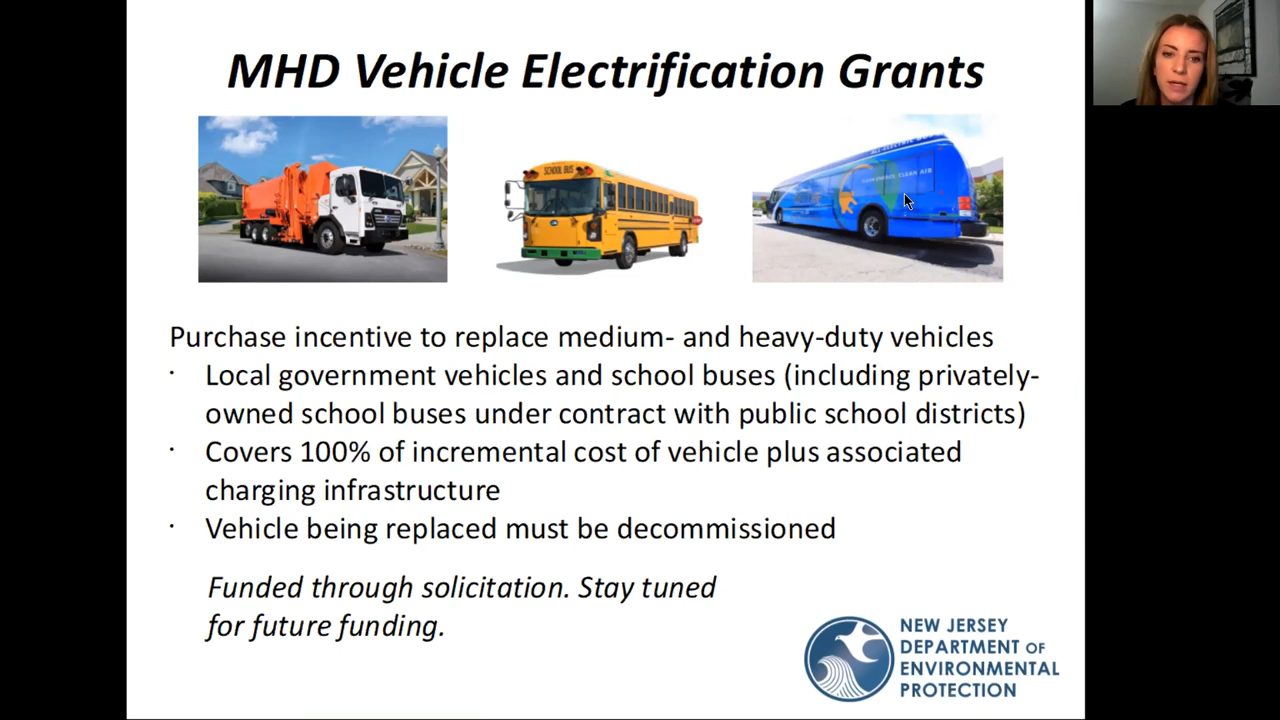 MHD Vehicle Electrification Grants
SCHOOL BUS
CLEAN AIR
Purchase incentive to replace medium- and heavy-duty vehicles
· Local government vehicles and school buses (including privately-
owned school buses under contract with public school districts)
· Covers 100% of incremental cost of vehicle plus associated
charging infrastructure
· Vehicle being replaced must be decommissioned
Funded through solicitation. Stay tuned
for future funding.
NEW JERSEY
DEPARTMENT OF
ENVIRONMENTAL
PROTECTION